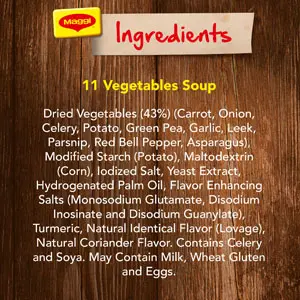 Maggi
Ingredients
11 Vegetables Soup
Dried Vegetables (43%) (Carrot, Onion,
Celery, Potato, Green Pea, Garlic, Leek,
Parsnip, Red Bell Pepper, Asparagus),
Modified Starch (Potato), Maltodextrin
(Corn), Iodized Salt, Yeast Extract,
Hydrogenated Palm Oil, Flavor Enhancing
Salts (Monosodium Glutamate, Disodium
Inosinate and Disodium Guanylate),
Turmeric, Natural Identical Flavor (Lovage),
Natural Coriander Flavor. Contains Celery
and Soya. May Contain Milk, Wheat Gluten
and Eggs.